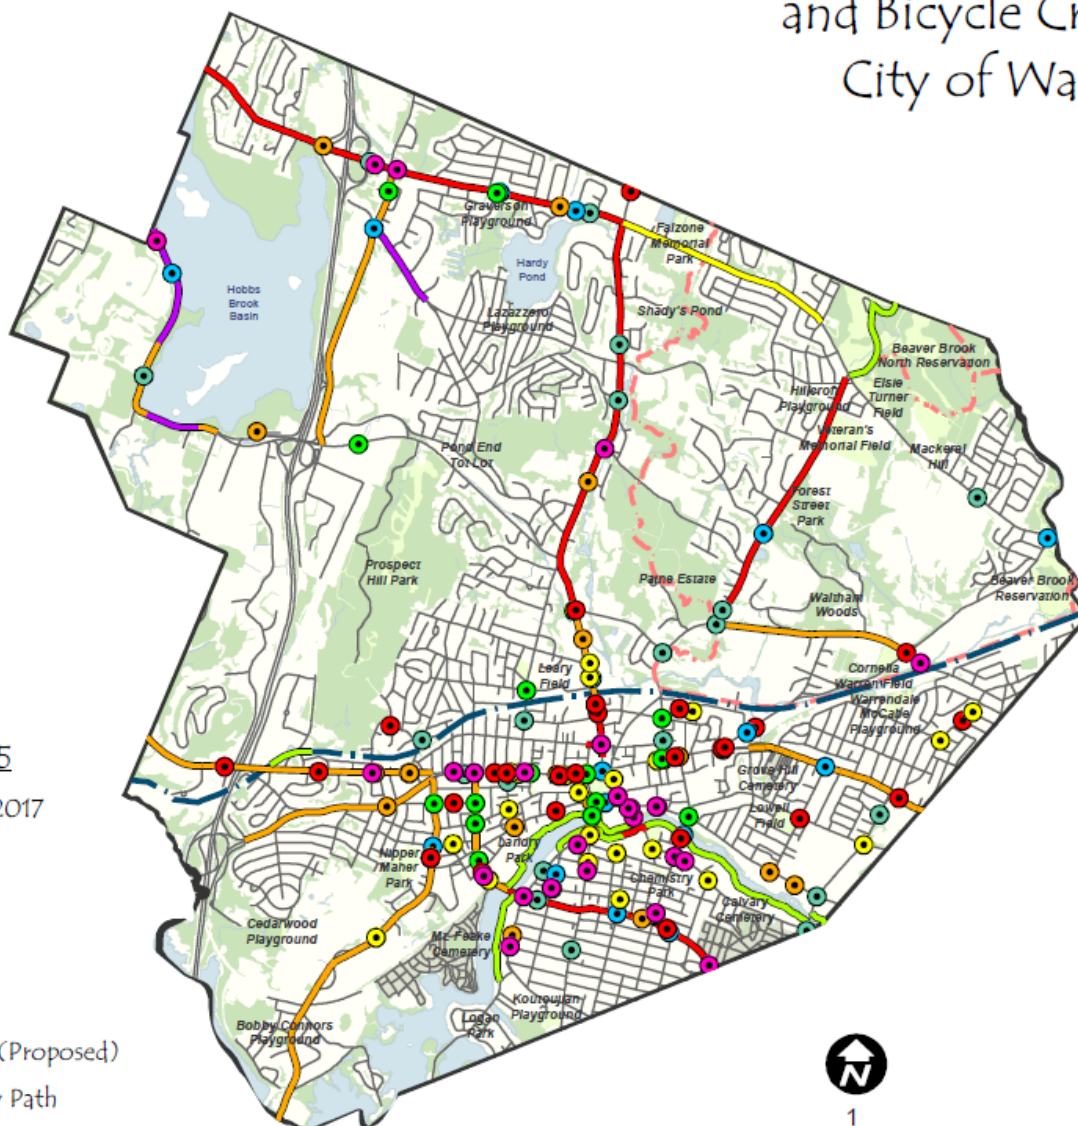 and Bicycle Cr
City of Wa
Graverson
Playground
Falzone
Memorial
Park
Hardy
Pond
Hobbs
Brook
Basin
Lazazzero
Playground
Shady's Pond
Beaver Brook
North Reservation
Hillcroft
Playground
Elsie
Turner
Field
Veteran's
Memorial Field
Mackerel
Hill
Pond End
Tot Lot
Forest
Street
Park
Prospect
Hill Park
Paine Estate
Waltham
Woods
Beaver Brook
Reservation
Leary
Field
Cornelia
Warren Field
Warrendale
McCabe
Playground
5
2017
Grove Hill
Cemetery
Lowell
Field
Landry
Park
Nipper
Maher
Park
Chemistry
Park
Calvary
Cemetery
Cedarwood
Playground
Mt. Feake
Cemetery
Koutoujian
Playground
Logan
Park
Bobby Connors
Playground
(Proposed)
Path
N
1